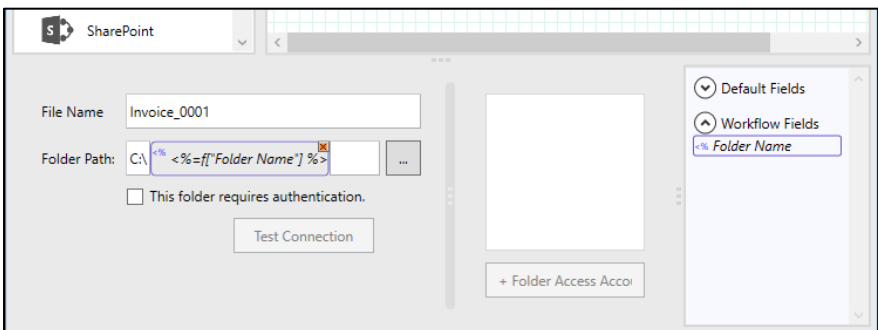 SharePoint
File Name
Invoice_0001
Folder Path:
C:\ <% <%=f["Folder Name"] %>
...
This folder requires authentication.
Test Connection
+ Folder Access Accou
Default Fields
Workflow Fields
<% Folder Name